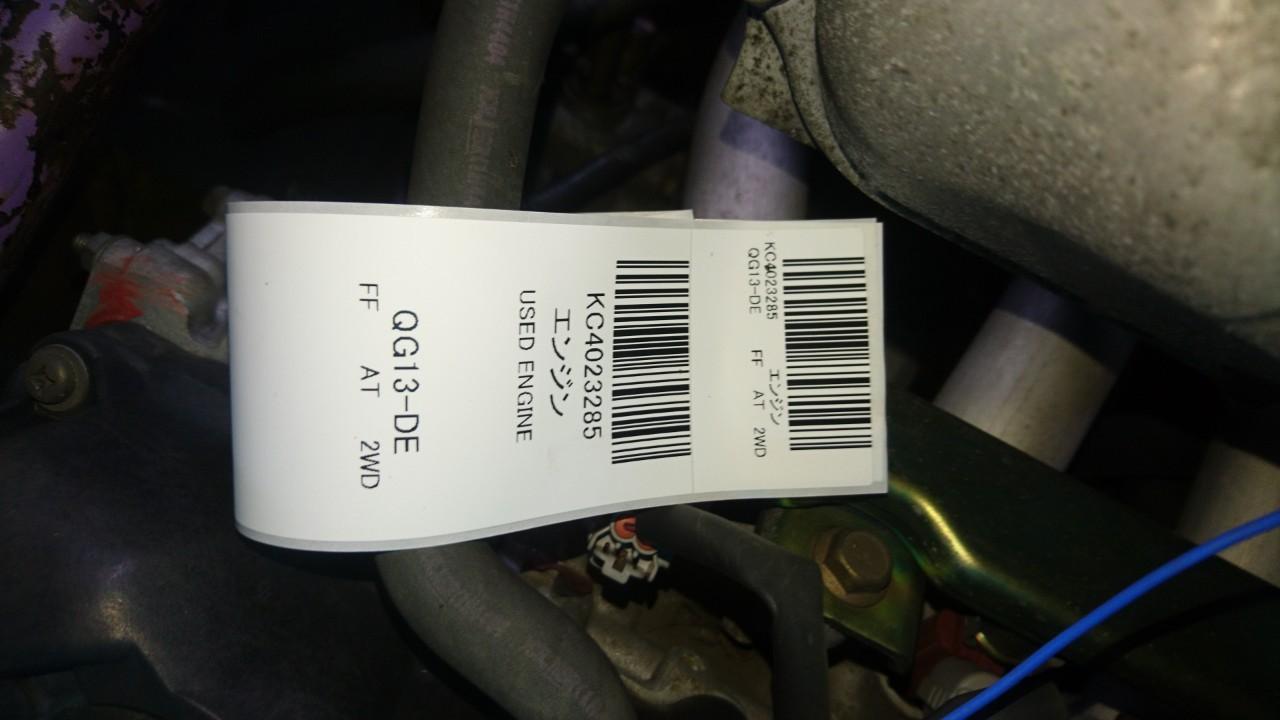 KC4023285
エンジン
USED ENGINE
QG13-DE
FF AT 2WD
KC4023285 エンジン
QG13-DE FF AT 2WD